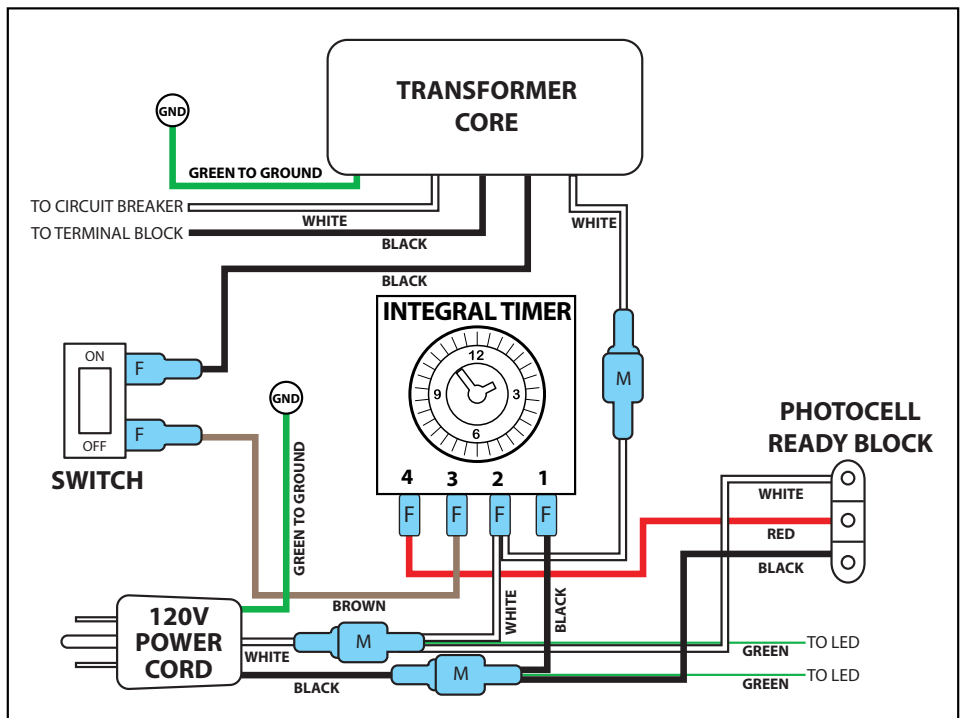 TRANSFORMER
CORE
GND
GREEN TO GROUND
TO CIRCUIT BREAKER
WHITE
WHITE
TO TERMINAL BLOCK
BLACK
BLACK
INTEGRAL TIMER
12
9
3
6
4
3
2
1
F
F
F
F
M
ON
F
F
OFF
SWITCH
GND
GREEN TO GROUND
PHOTOCELL
READY BLOCK
WHITE
RED
BLACK
BROWN
WHITE
BLACK
120V
POWER
CORD
WHITE
M
GREEN
TO LED
BLACK
M
GREEN
TO LED